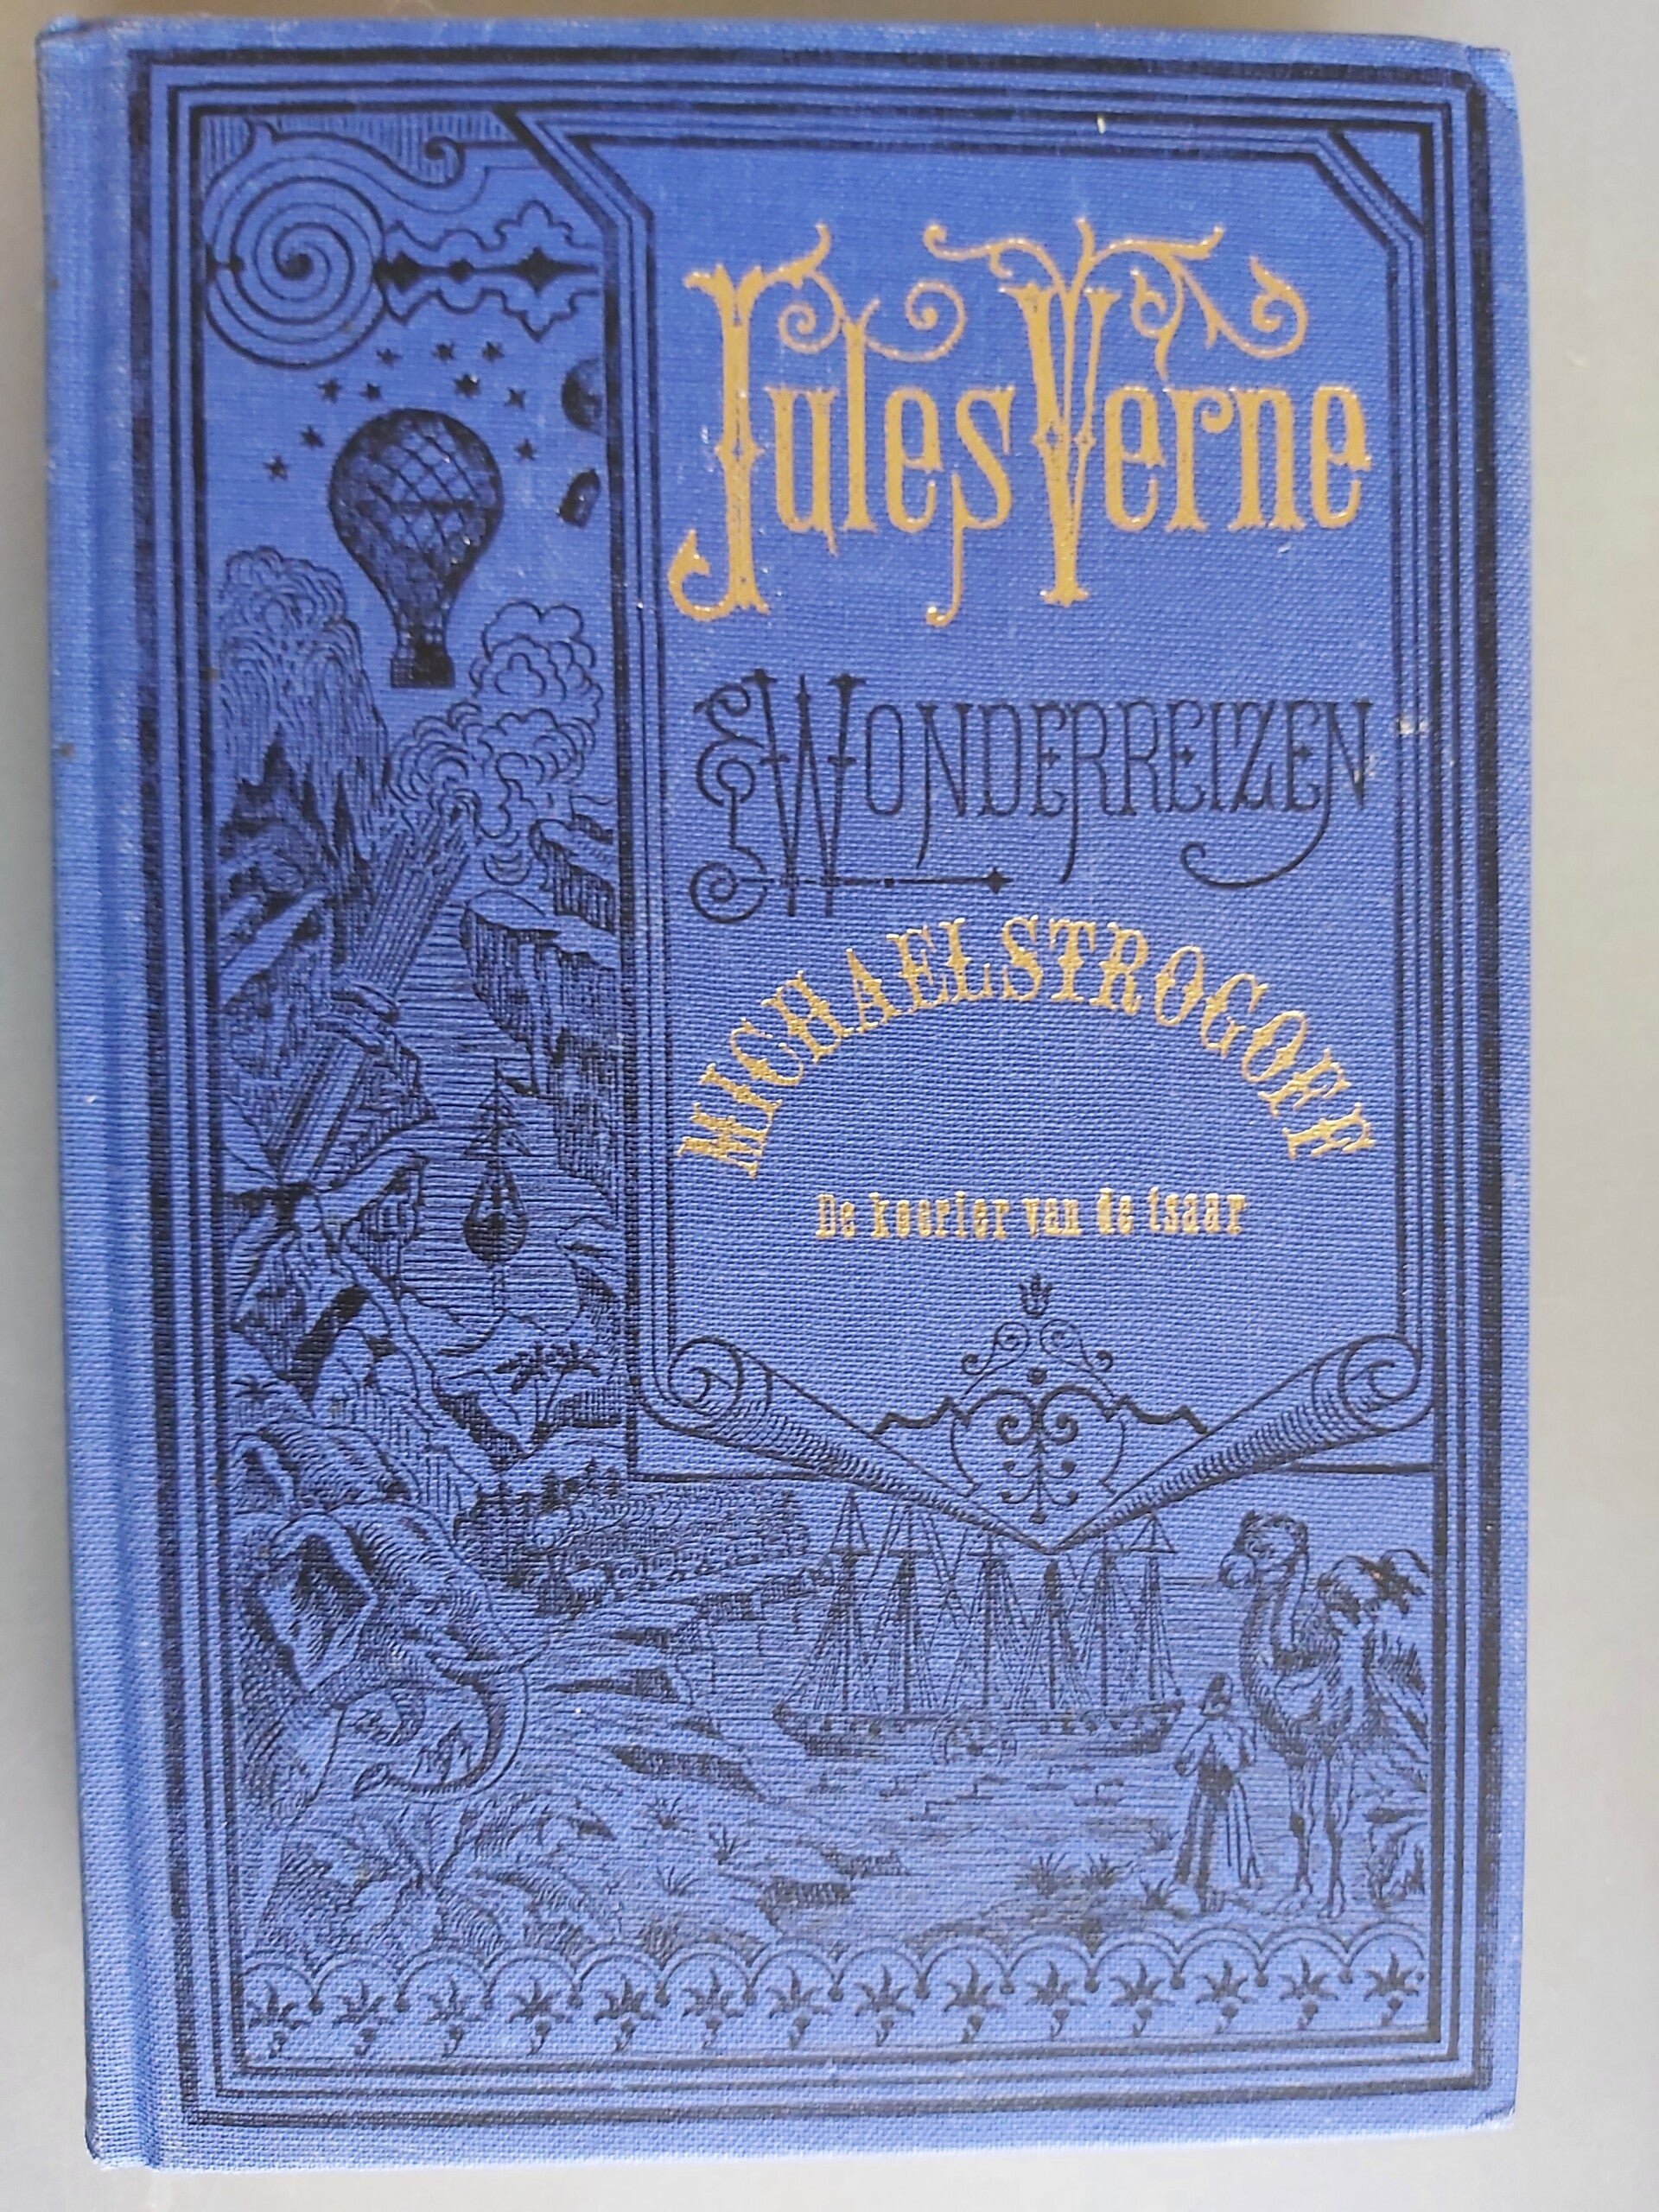 Jules Verne
WONDERREIZEN
MICHAEL STROGOFF
De koerier van de tsaar